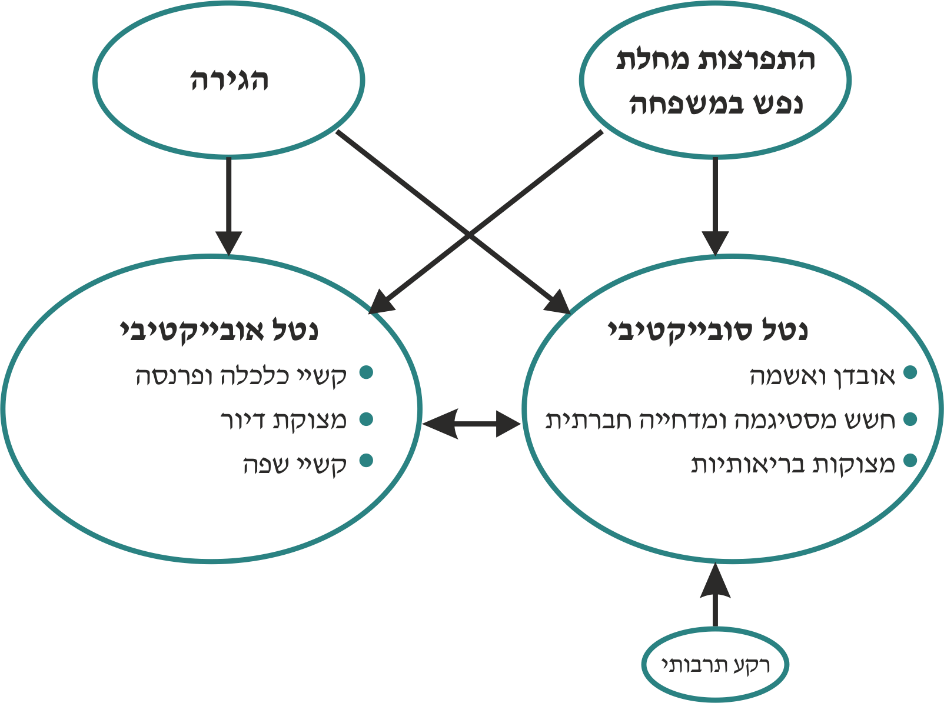 התפרצות מחלת
נפש במשפחה
הגירה
נטל סובייקטיבי
אובדן ואשמה
חשש מסטיגמה ומדחייה חברתית
מצוקות בריאותיות
נטל אובייקטיבי
קשיי כלכלה ופרנסה
מצוקת דיור
קשיי שפה
רקע תרבותי